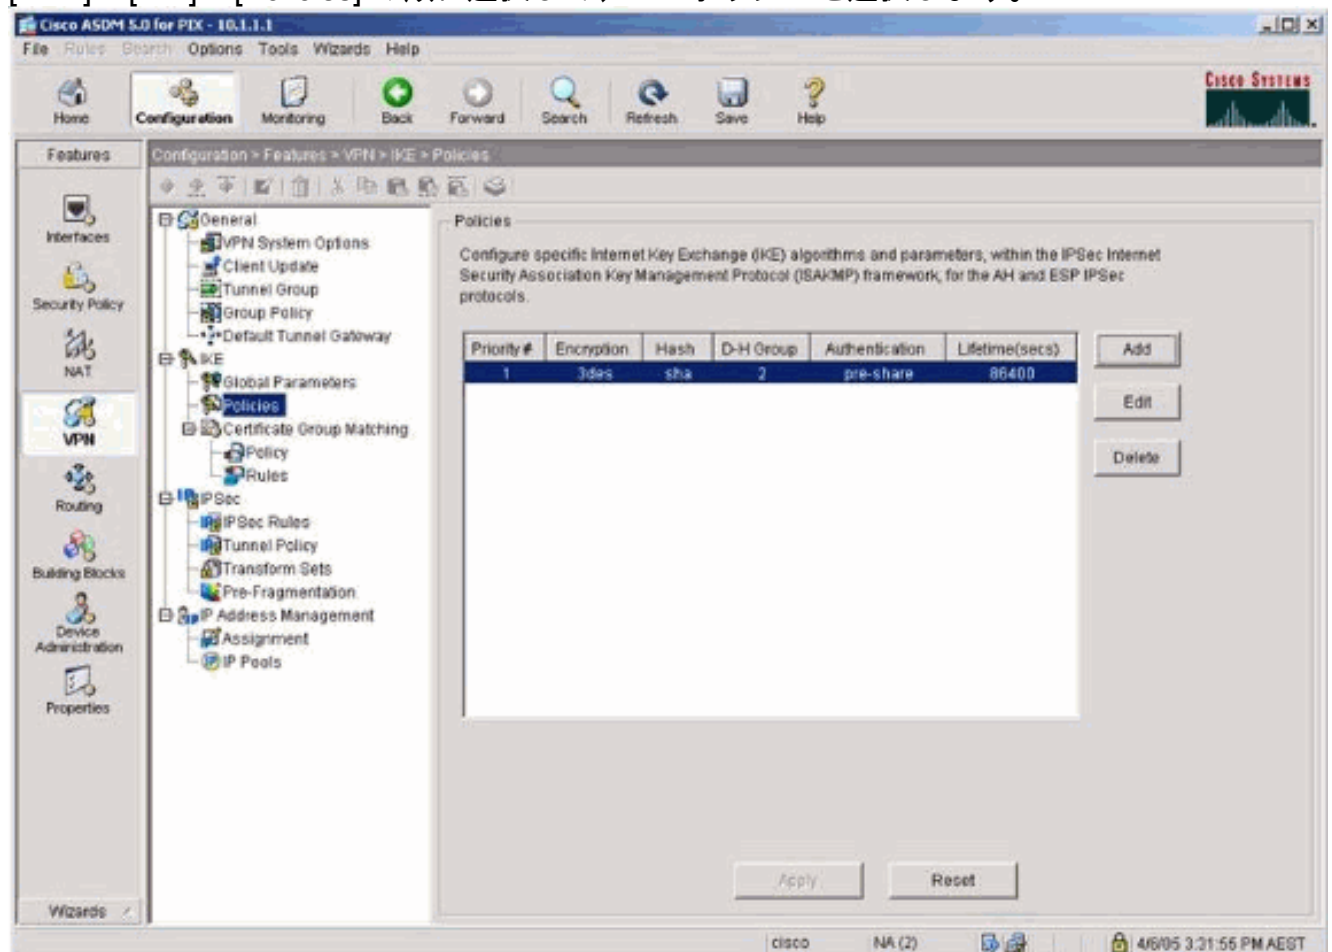 Cisco ASDM 5.0 for PIX - 10.1.1.1
File Rules Search Options Tools Wizards Help
Home Configuration Monitoring Back Forward Search Refresh Save Help
CISCO SYSTEMS
Features
Configuration > Features > VPN > IKE > Policies
Interfaces
Security Policy
NAT
VPN
Routing
Building Blocks
Device Administration
Properties
Wizards
General
VPN System Options
Client Update
Tunnel Group
Group Policy
Default Tunnel Gateway
IKE
Global Parameters
Policies
Certificate Group Matching
Policy
Rules
IPSec
IPSec Rules
Tunnel Policy
Transform Sets
Pre-Fragmentation
IP Address Management
Assignment
IP Pools
Policies
Configure specific Internet Key Exchange (IKE) algorithms and parameters, within the IPSec Internet
Security Association Key Management Protocol (ISAKMP) framework, for the AH and ESP IPSec
protocols.
Priority # Encryption Hash D-H Group Authentication Lifetime(secs)
1 3des sha 2 pre-share 86400
Add
Edit
Delete
Apply Reset
cisco NA (2) 4/6/05 3:31:55 PM AEST